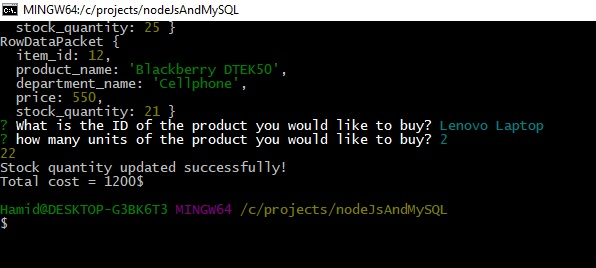 MINGW64:/c/projects/nodeJsAndMySQL
stock_quantity: 25 }
RowDataPacket {
item_id: 12,
product_name: 'Blackberry DTEK50',
department_name: 'Cellphone',
price: 550,
stock_quantity: 21 }
? What is the ID of the product you would like to buy? Lenovo Laptop
? how many units of the product you would like to buy? 2
22
Stock quantity updated successfully!
Total cost = 1200$
Hamid@DESKTOP-G3BK6T3 MINGW64 /c/projects/nodeJsAndMySQL
$